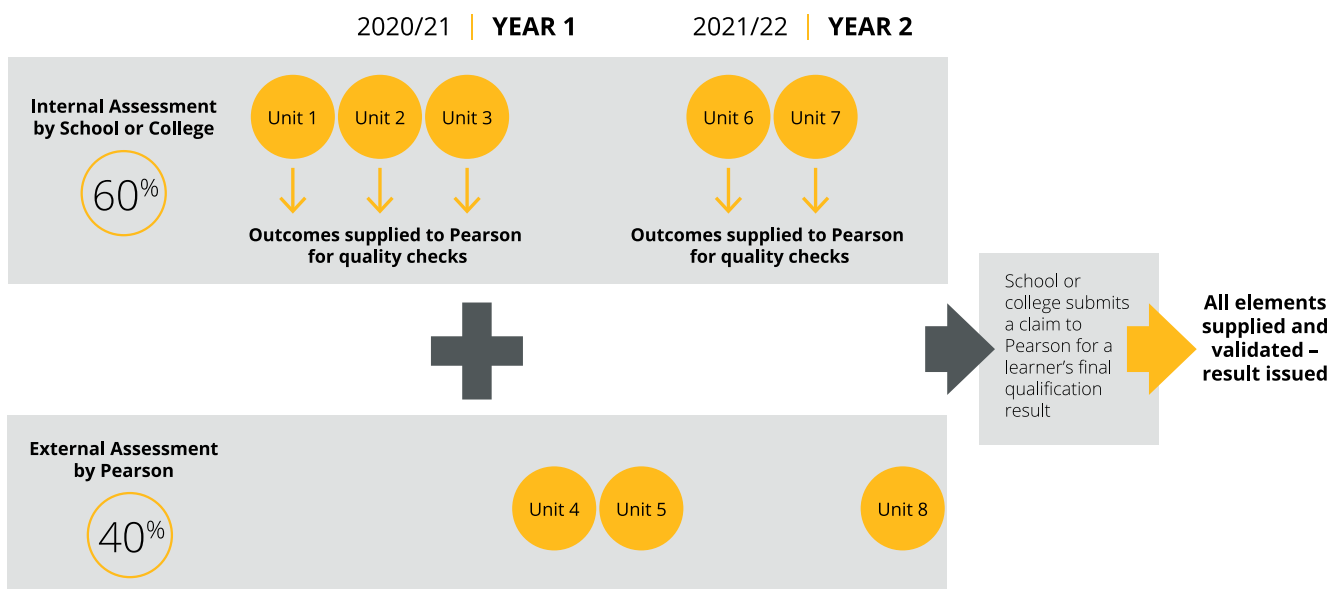 2020/21 | YEAR 1
2021/22 | YEAR 2
Internal Assessment
by School or College
60%
Unit 1
Unit 2
Unit 3
Unit 6
Unit 7
Outcomes supplied to Pearson
for quality checks
Outcomes supplied to Pearson
for quality checks
School or
college submits
a claim to
Pearson for a
learner’s final
qualification
result
All elements
supplied and
validated –
result issued
External Assessment
by Pearson
40%
Unit 4
Unit 5
Unit 8